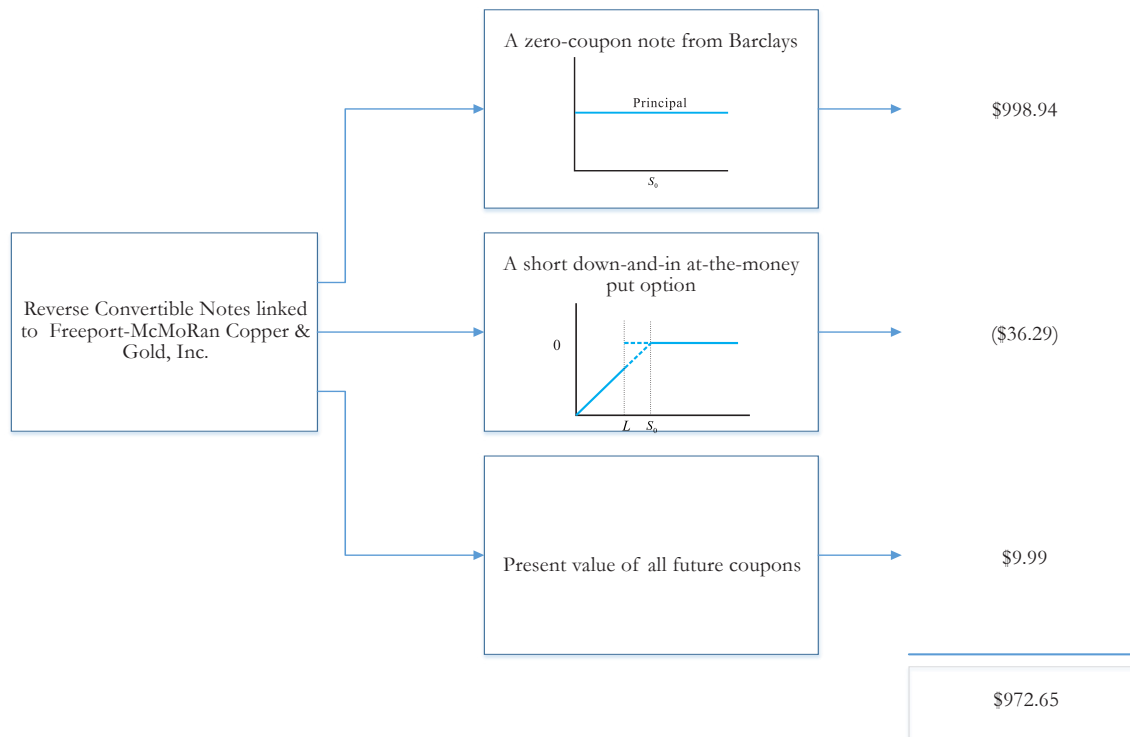 A zero-coupon note from Barclays
Principal
S₀
$998.94
Reverse Convertible Notes linked
to Freeport-McMoRan Copper &
Gold, Inc.
A short down-and-in at-the-money
put option
0
L S₀
($36.29)
Present value of all future coupons
$9.99
$972.65